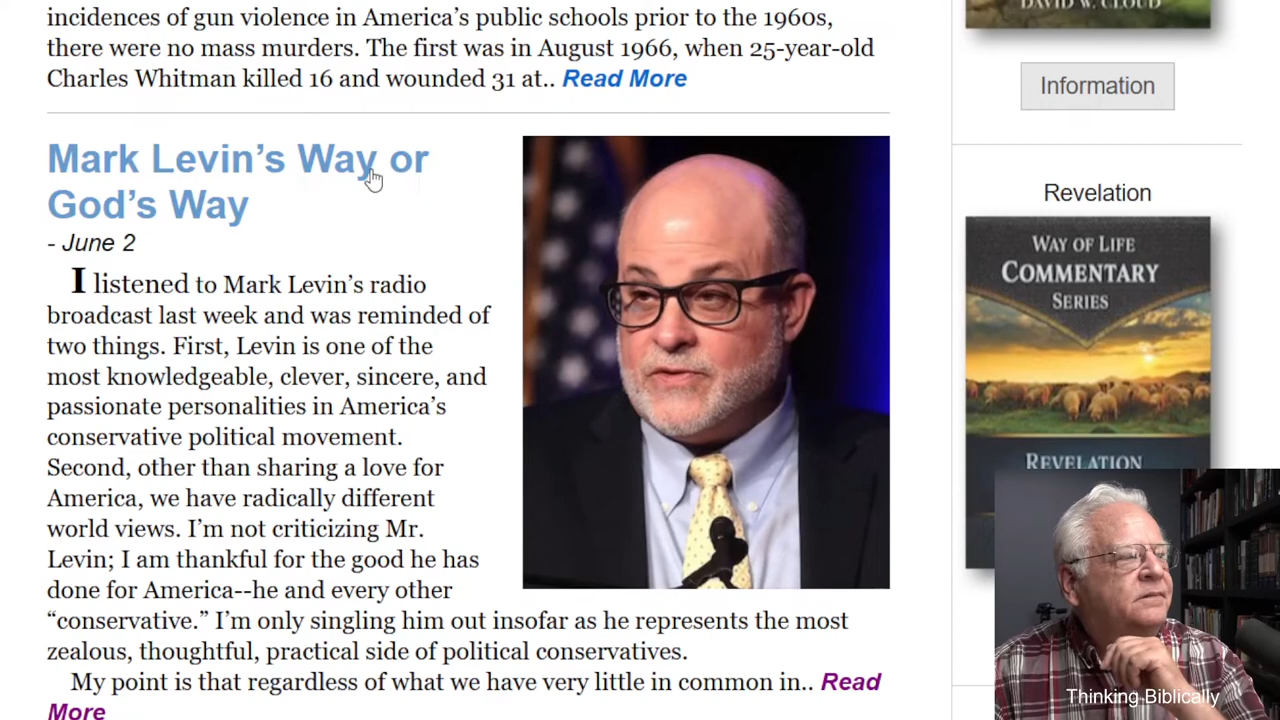 incidences of gun violence in America’s public schools prior to the 1960s,
there were no mass murders. The first was in August 1966, when 25-year-old
Charles Whitman killed 16 and wounded 31 at.. Read More
Mark Levin’s Way or
God’s Way
- June 2
I listened to Mark Levin’s radio
broadcast last week and was reminded of
two things. First, Levin is one of the
most knowledgeable, clever, sincere, and
passionate personalities in America’s
conservative political movement.
Second, other than sharing a love for
America, we have radically different
world views. I’m not criticizing Mr.
Levin; I am thankful for the good he has
done for America--he and every other
“conservative.” I’m only singling him out insofar as he represents the most
zealous, thoughtful, practical side of political conservatives.
My point is that regardless of what we have very little in common in.. Read
More
DAVID W. CLOUD
Information
Revelation
WAY OF LIFE
COMMENTARY
SERIES
REVELATION
Thinking Biblically